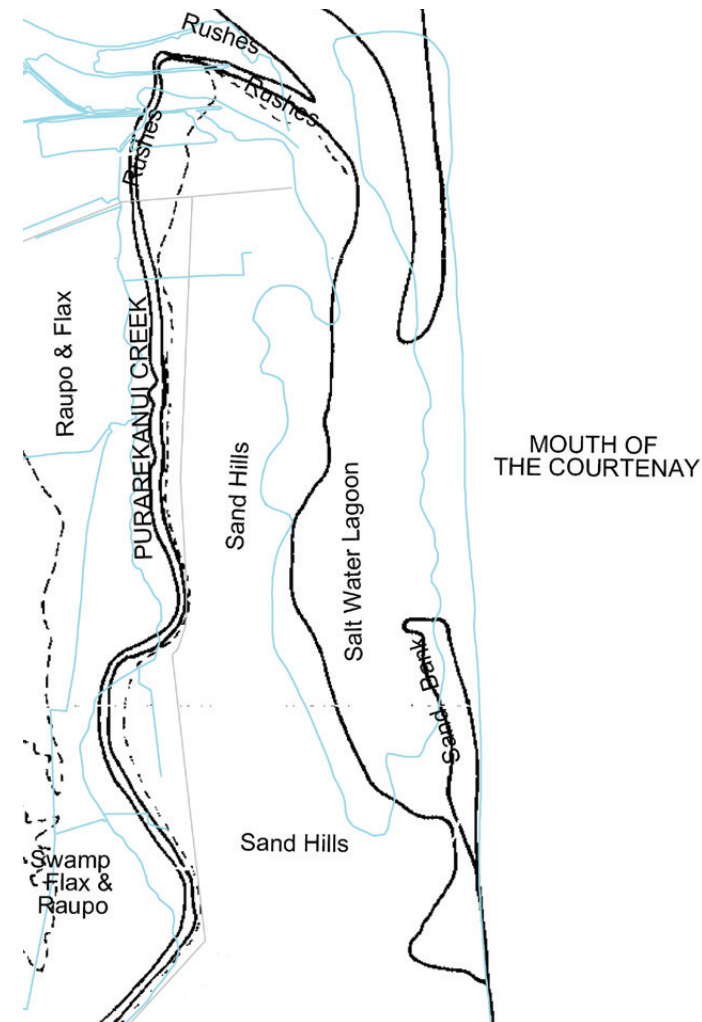 Rushes
Rushes
Rushes
Raupo & Flax
PURAREKANUI CREEK
Sand Hills
Salt Water Lagoon
MOUTH OF
THE COURTENAY
Sand Bank
Sand Hills
Swamp
Flax &
Raupo